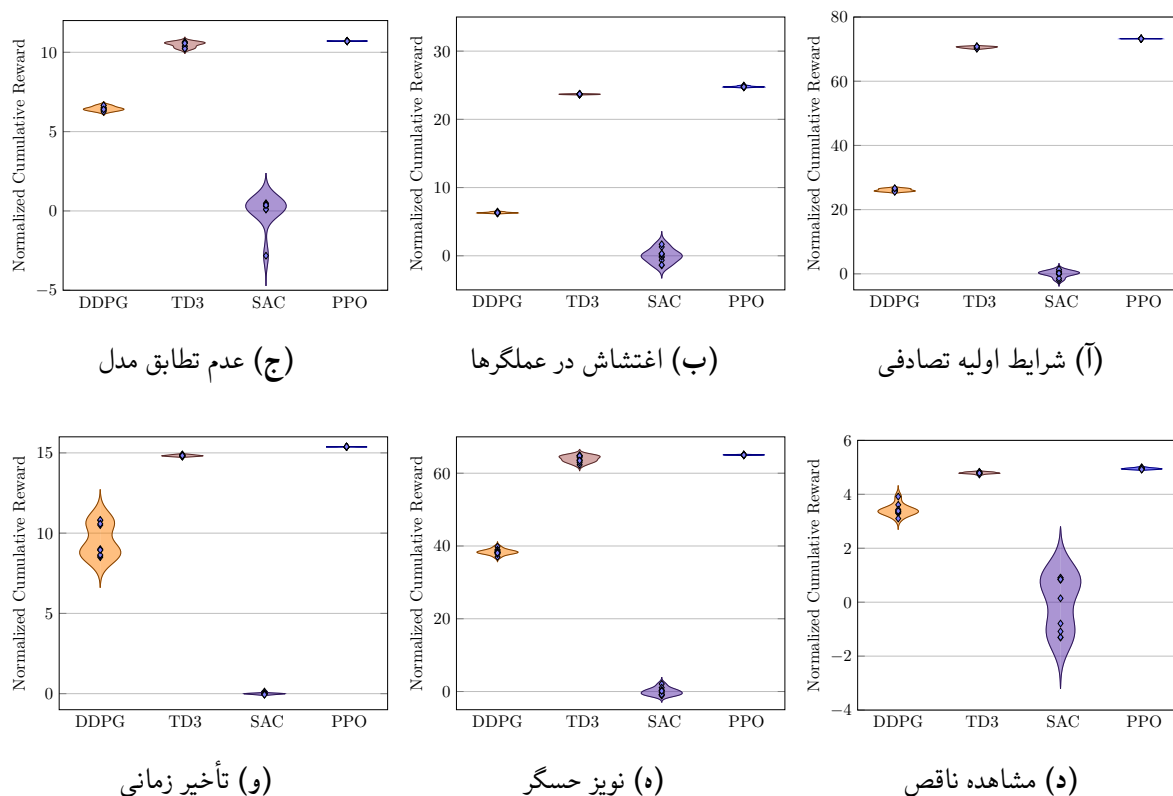 Normalized Cumulative Reward
10
5
0
−5
DDPG
TD3
SAC
PPO
(ج) عدم تطابق مدل
Normalized Cumulative Reward
30
20
10
0
DDPG
TD3
SAC
PPO
(ب) اغتشاش در عملگرها
Normalized Cumulative Reward
80
60
40
20
0
DDPG
TD3
SAC
PPO
(آ) شرایط اولیه تصادفی
Normalized Cumulative Reward
15
10
5
0
DDPG
TD3
SAC
PPO
(و) تأخیر زمانی
Normalized Cumulative Reward
60
40
20
0
DDPG
TD3
SAC
PPO
(ه) نویز حسگر
Normalized Cumulative Reward
6
4
2
0
−2
−4
DDPG
TD3
SAC
PPO
(د) مشاهده ناقص